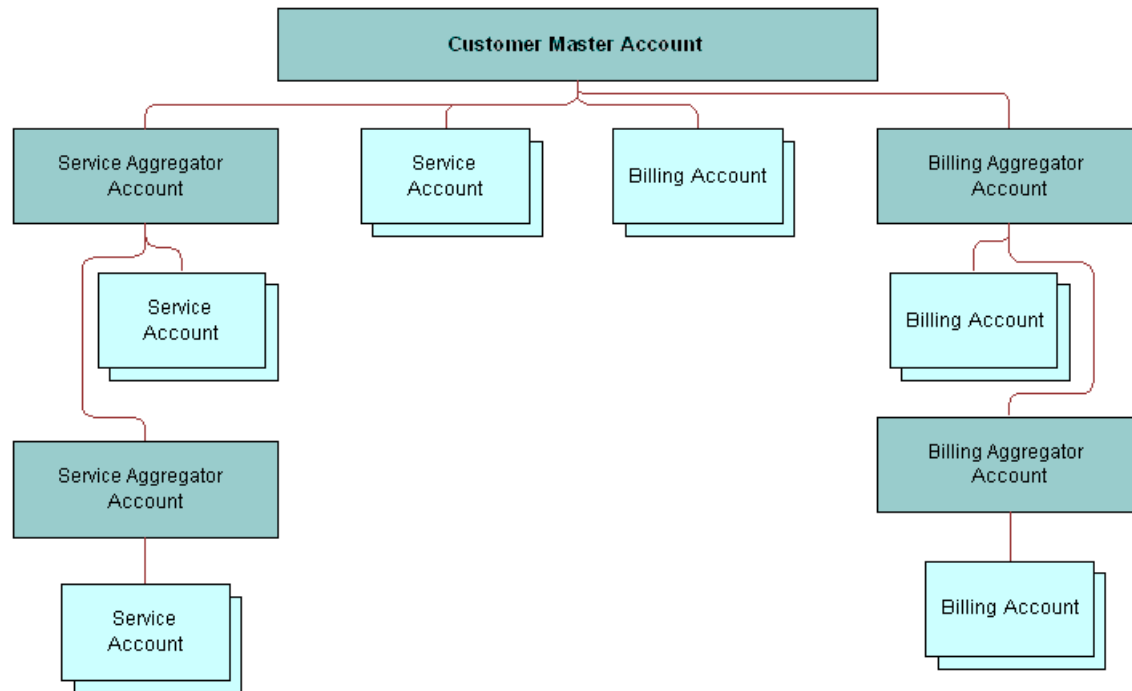 Customer Master Account
Service Aggregator
Account
Service
Account
Billing Account
Billing Aggregator
Account
Service
Account
Billing Account
Service Aggregator
Account
Billing Aggregator
Account
Service
Account
Billing Account